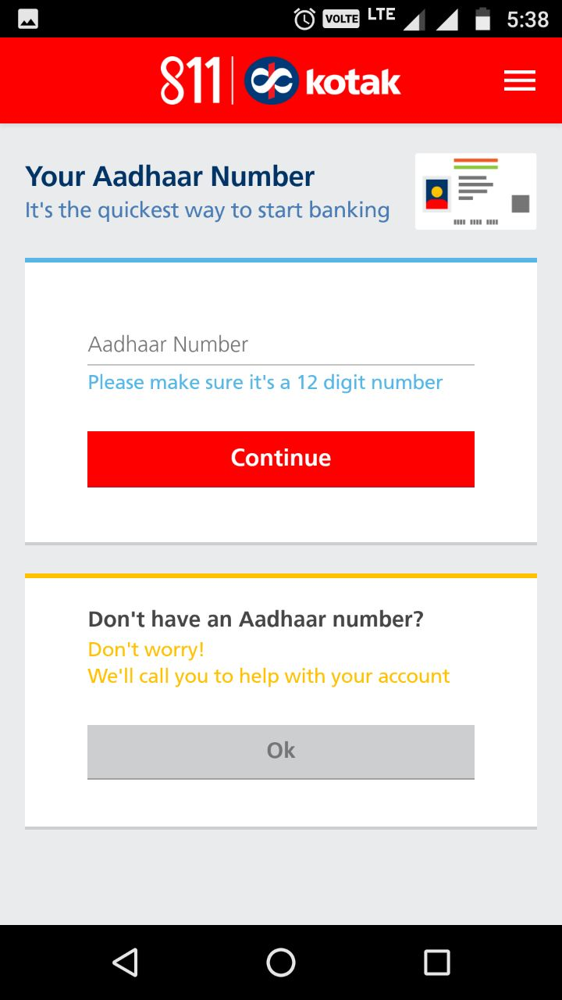 VOLTE LTE 5:38
811 kotak
Your Aadhaar Number
It's the quickest way to start banking
Aadhaar Number
Please make sure it's a 12 digit number
Continue
Don't have an Aadhaar number?
Don't worry!
We'll call you to help with your account
Ok